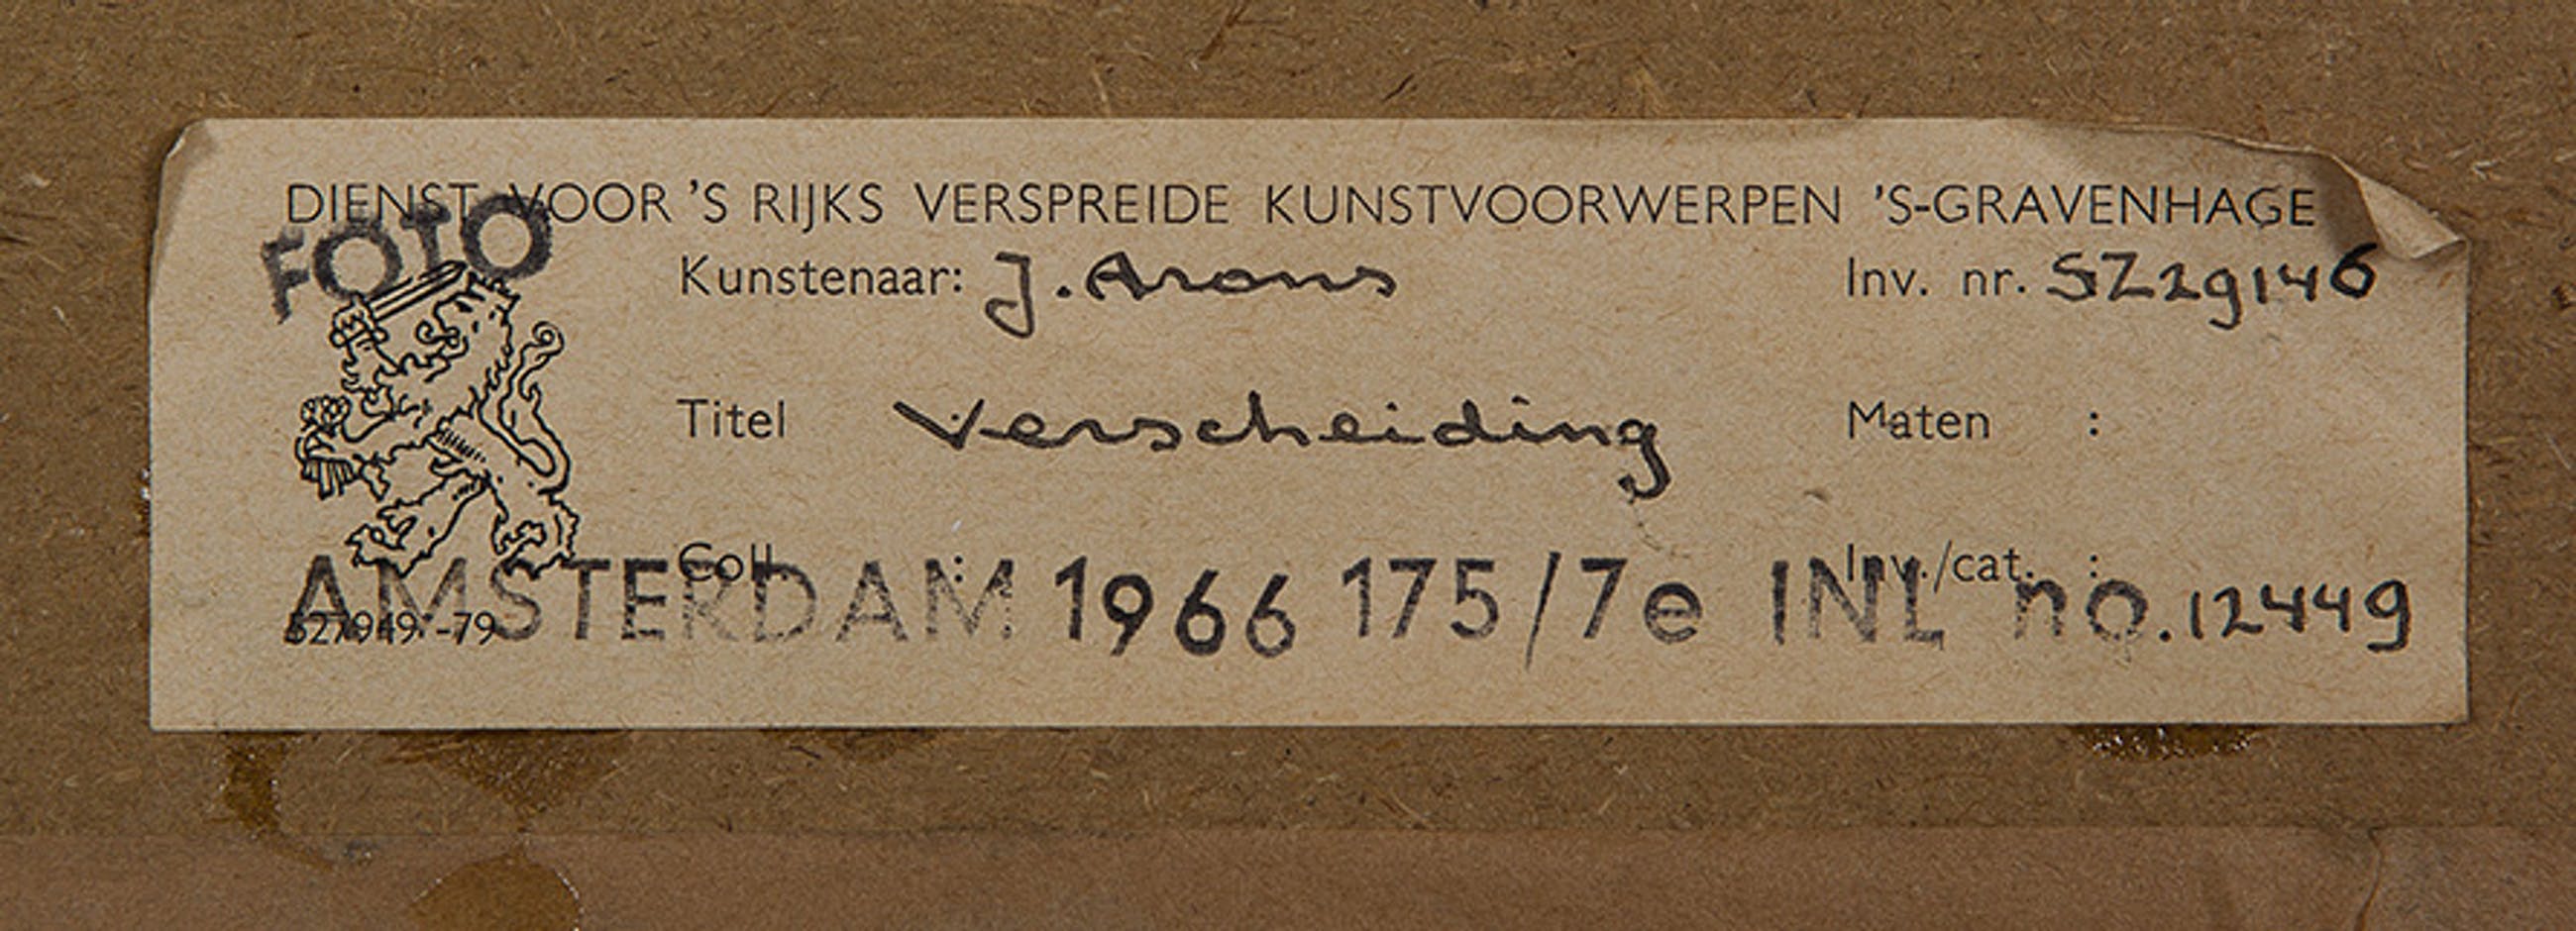 DIENST VOOR 'S RIJKS VERSPREIDE KUNSTVOORWERPEN 'S-GRAVENHAGE
FOTO
Kunstenaar: J. Arons Inv. nr. SZ29146
Titel Verscheiding Maten :
Coll. : Inv./cat. :
AMSTERDAM 1966 175/7e INL no. 12449
527949-79